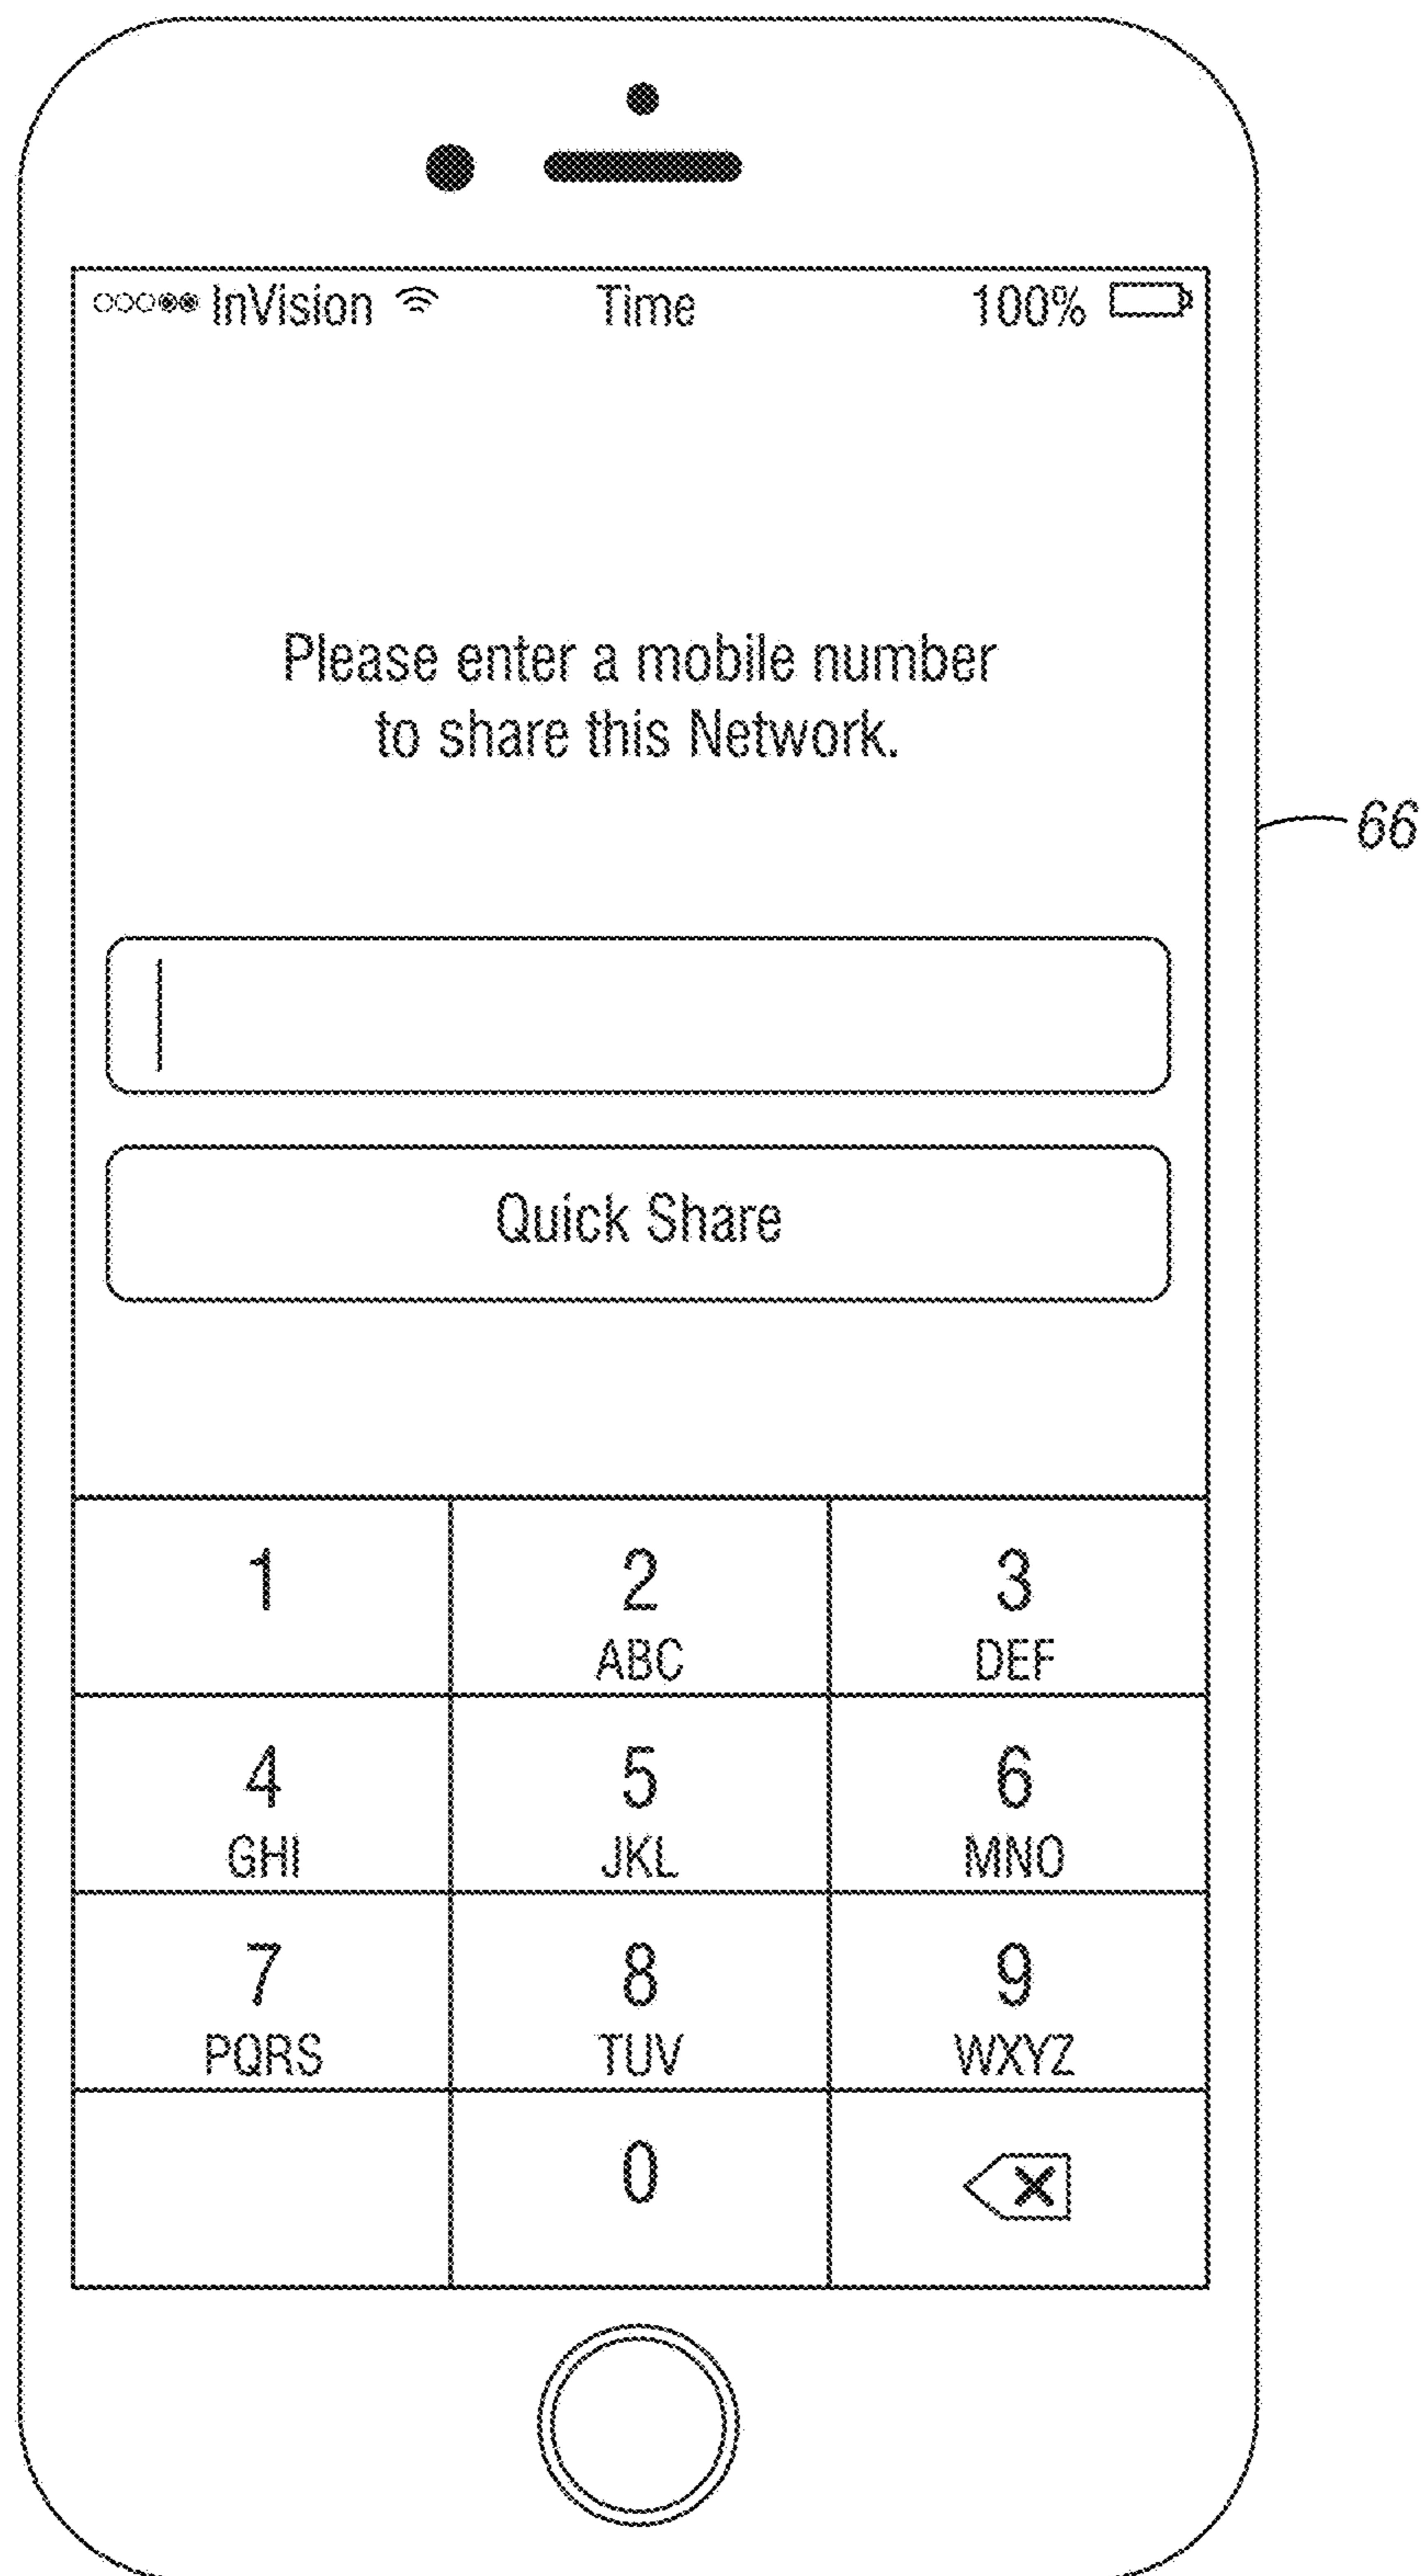 InVision Time 100%
Please enter a mobile number
to share this Network.
66
Quick Share
1 2 3
ABC DEF
4 5 6
GHI JKL MNO
7 8 9
PQRS TUV WXYZ
0